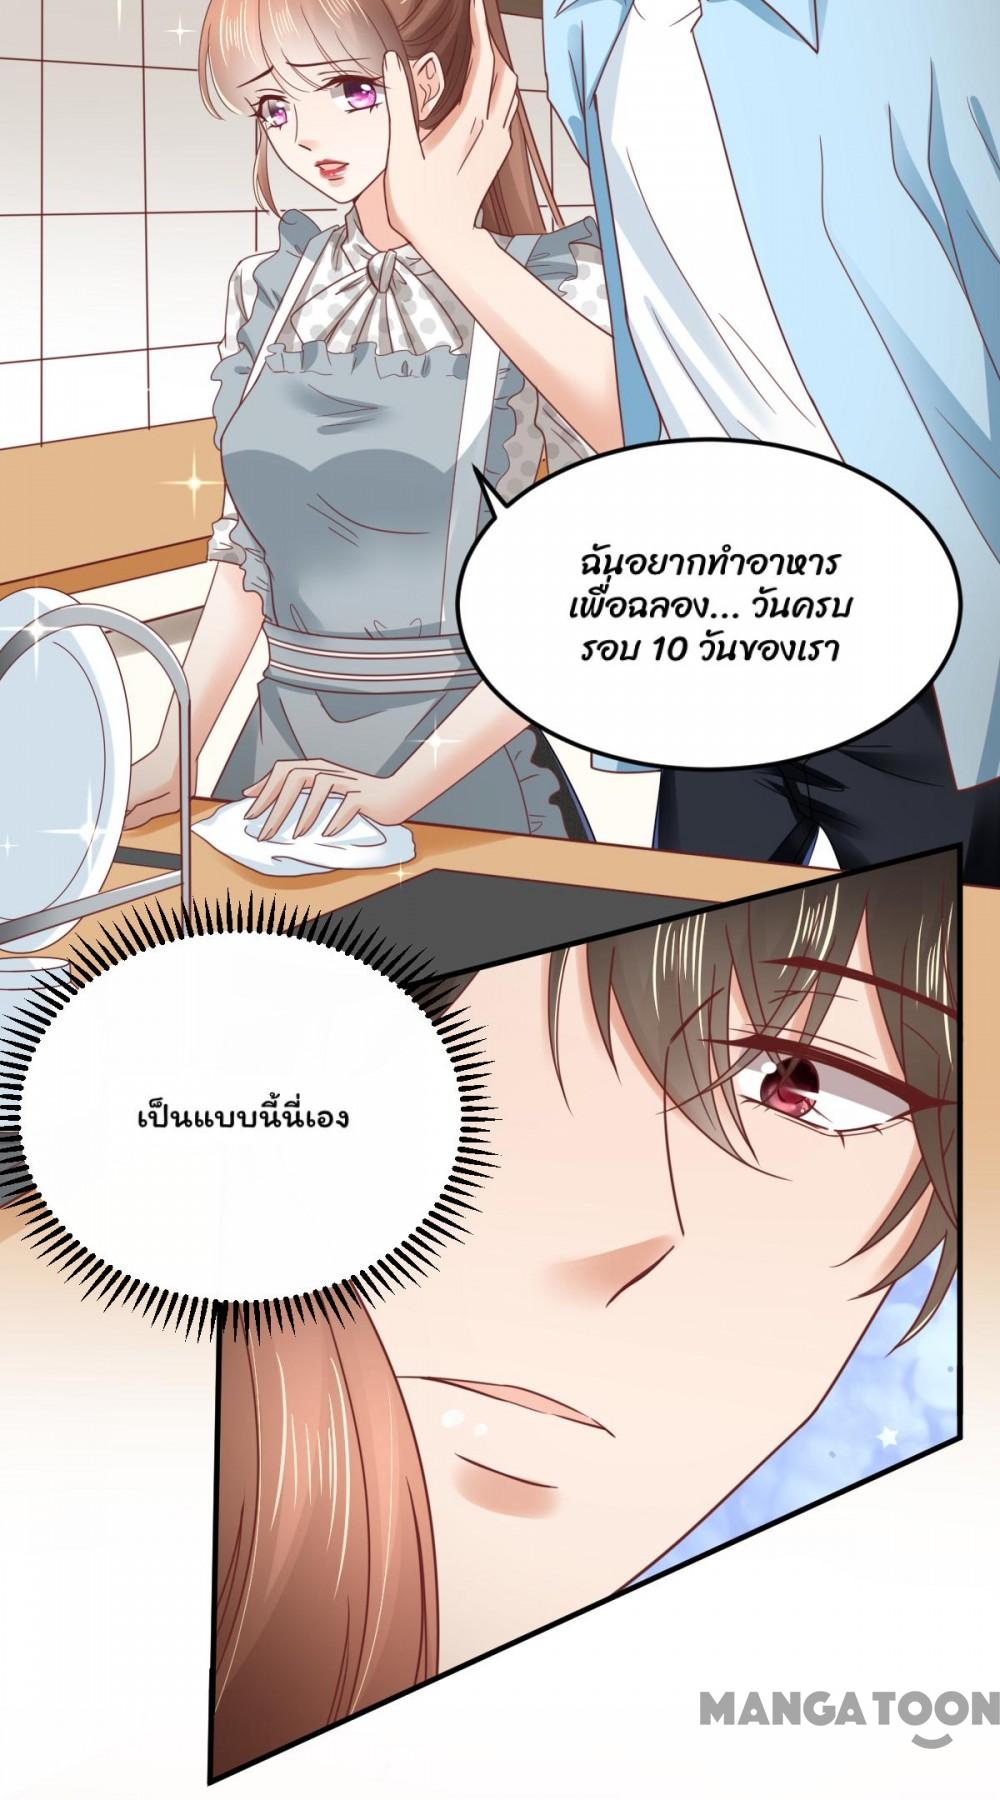 ฉันอยากทำอาหาร
เพื่อฉลอง... วันครบ
รอบ 10 วันของเรา
เป็นแบบนี้นี่เอง
MANGATOON